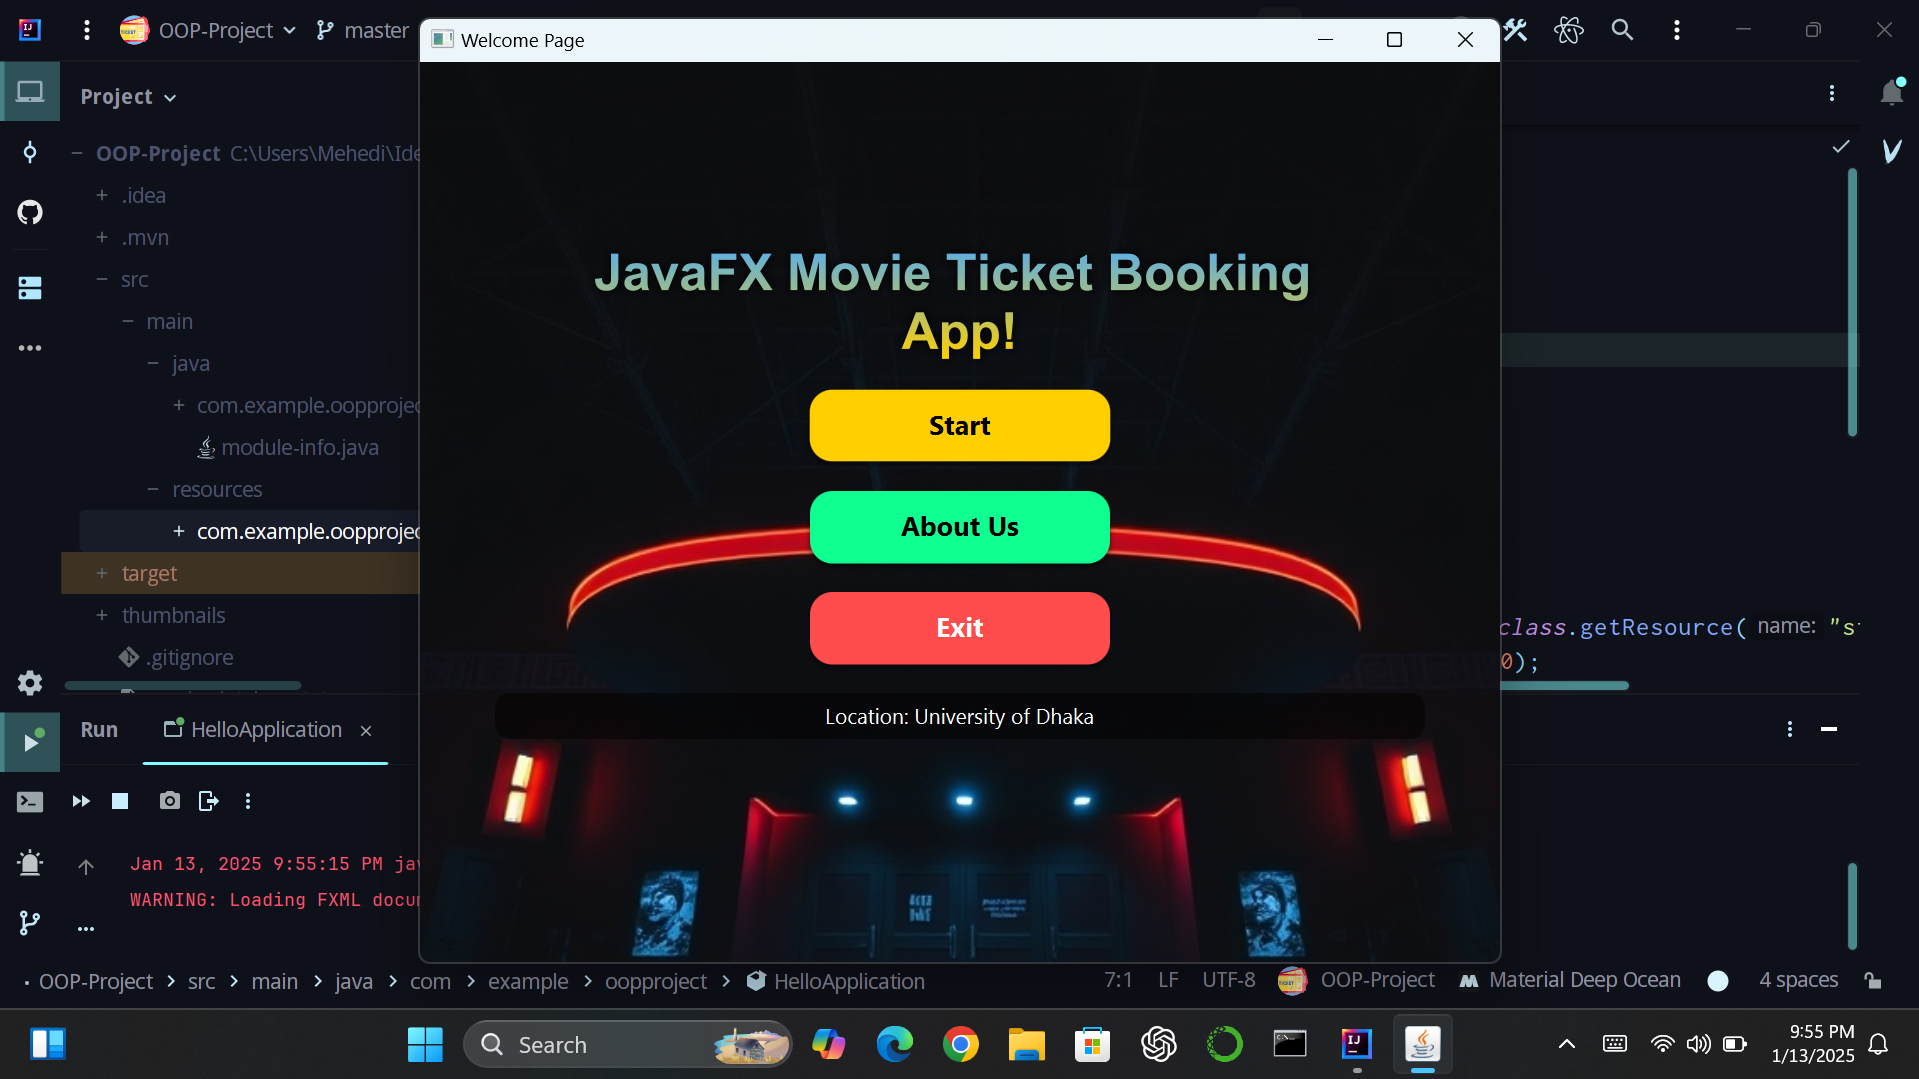 OOP-Project
master
Welcome Page
Project
OOP-Project C:\Users\Mehedi\Ide
.idea
.mvn
src
main
java
com.example.oopprojec
module-info.java
resources
com.example.oopprojec
target
thumbnails
.gitignore
JavaFX Movie Ticket Booking
App!
Start
About Us
Exit
Location: University of Dhaka
class.getResource( name: "s
0);
Run
HelloApplication
Jan 13, 2025 9:55:15 PM jav
WARNING: Loading FXML docu
OOP-Project > src > main > java > com > example > oopproject > HelloApplication
7:1 LF UTF-8 OOP-Project Material Deep Ocean 4 spaces
Search
9:55 PM
1/13/2025